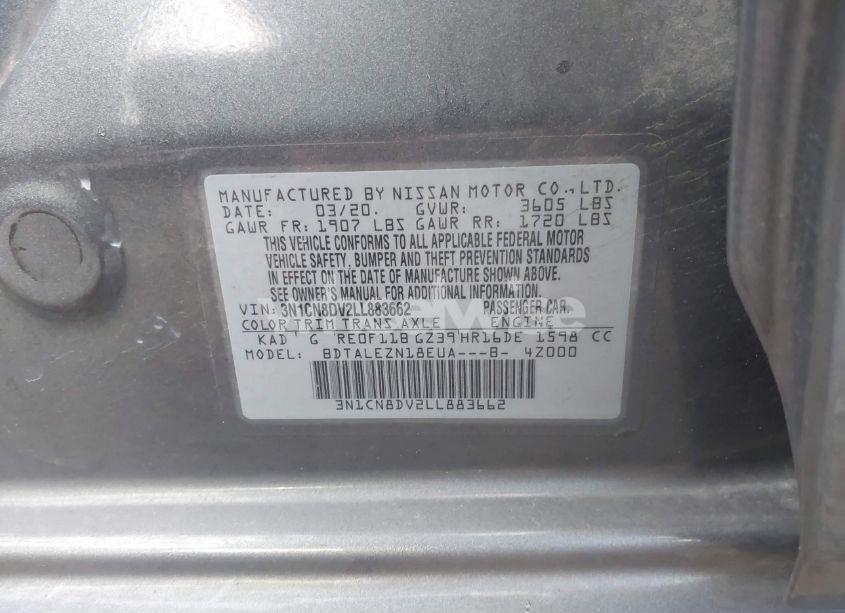 MANUFACTURED BY NISSAN MOTOR CO., LTD.
DATE: 03/20. GVWR: 3605 LBS
GAWR FR: 1907 LBS GAWR RR: 1720 LBS
THIS VEHICLE CONFORMS TO ALL APPLICABLE FEDERAL MOTOR
VEHICLE SAFETY, BUMPER AND THEFT PREVENTION STANDARDS
IN EFFECT ON THE DATE OF MANUFACTURE SHOWN ABOVE.
SEE OWNER'S MANUAL FOR ADDITIONAL INFORMATION.
VIN: 3N1CN8DV2LL883662 PASSENGER CAR.
COLOR TRIM TRANS AXLE ENGINE
KAD G RE0F11B GZ39 HR16DE 1598 CC
MODEL: BDTALEZN18EUA---B- 4Z000
3N1CN8DV2LL883662